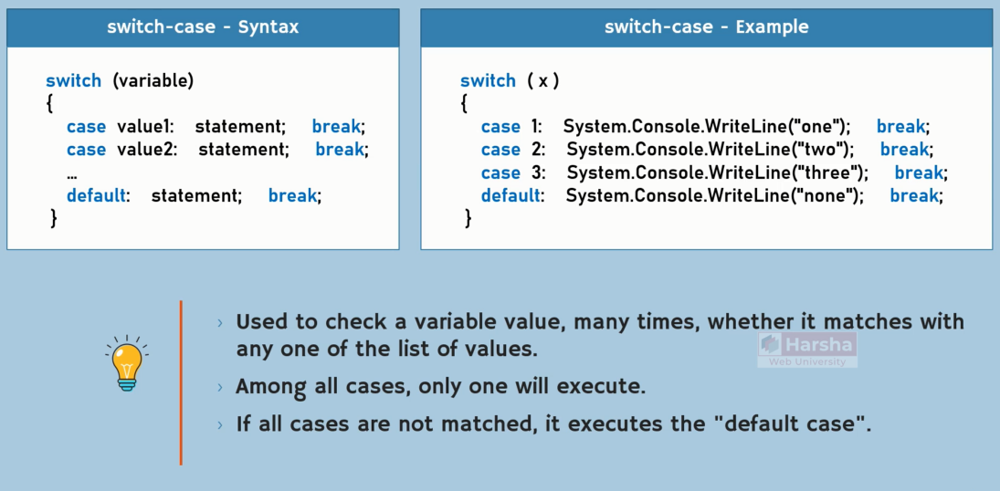 switch-case - Syntax
switch (variable)
{
case value1: statement; break;
case value2: statement; break;
...
default: statement; break;
}
switch-case - Example
switch ( x )
{
case 1: System.Console.WriteLine("one"); break;
case 2: System.Console.WriteLine("two"); break;
case 3: System.Console.WriteLine("three"); break;
default: System.Console.WriteLine("none"); break;
}
› Used to check a variable value, many times, whether it matches with
any one of the list of values.
Harsha
Web University
› Among all cases, only one will execute.
› If all cases are not matched, it executes the "default case".